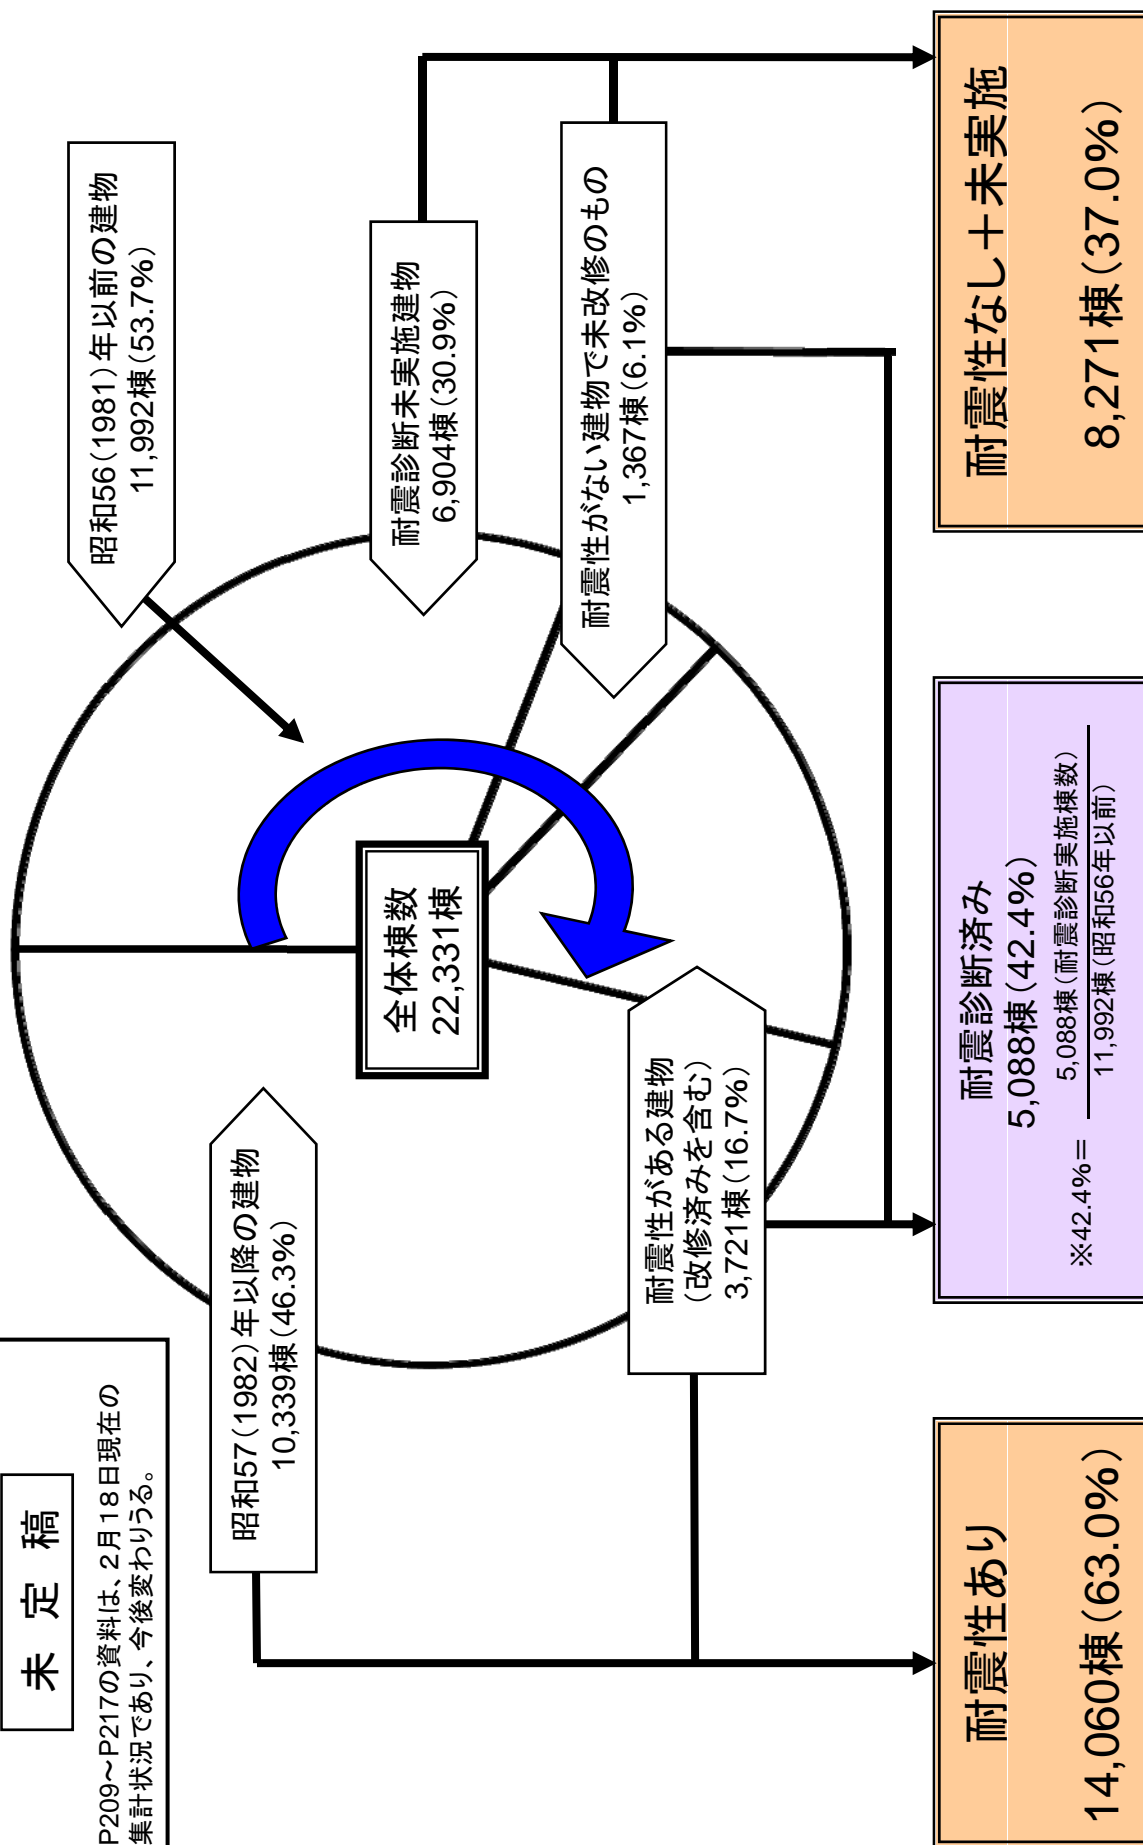 未 定 稿
P209～P217の資料は、2月18日現在の
集計状況であり、今後変わりうる。
昭和56(1981)年以前の建物
11,992棟(53.7%)
昭和57(1982)年以降の建物
10,339棟(46.3%)
全体棟数
22,331棟
耐震診断未実施建物
6,904棟(30.9%)
耐震性がない建物で未改修のもの
1,367棟(6.1%)
耐震性がある建物
(改修済みを含む)
3,721棟(16.7%)
耐震性あり
14,060棟(63.0%)
耐震診断済み
5,088棟(42.4%)
※42.4%＝
5,088棟(耐震診断実施棟数)
11,992棟(昭和56年以前)
耐震性なし＋未実施
8,271棟(37.0%)